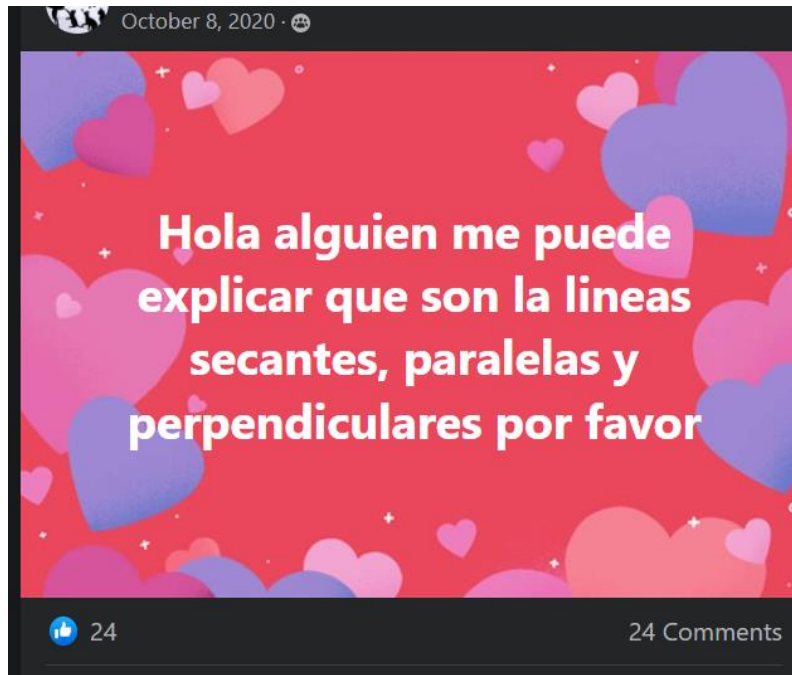 October 8, 2020 ·
Hola alguien me puede
explicar que son la lineas
secantes, paralelas y
perpendiculares por favor
24
24 Comments